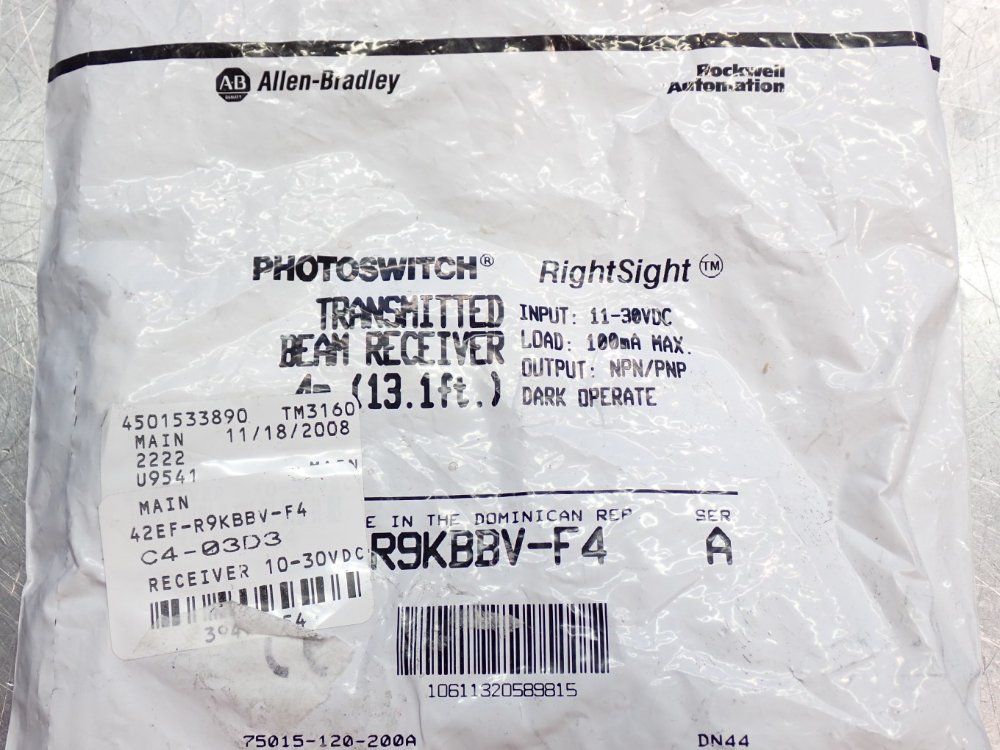 AB Allen-Bradley
Rockwell Automation
PHOTOSWITCH® RightSight™
TRANSMITTED
BEAM RECEIVER
4m (13.1ft.)
INPUT: 11-30VDC
LOAD: 100mA MAX.
OUTPUT: NPN/PNP
DARK OPERATE
4501533890 TM3160
MAIN 11/18/2008
2222
U9541 MAIN
MAIN
42EF-R9KBBV-F4
C4-03D3
RECEIVER 10-30VDC
E IN THE DOMINICAN REP SER
R9KBBV-F4 A
10611320589815
75015-120-200A DN44